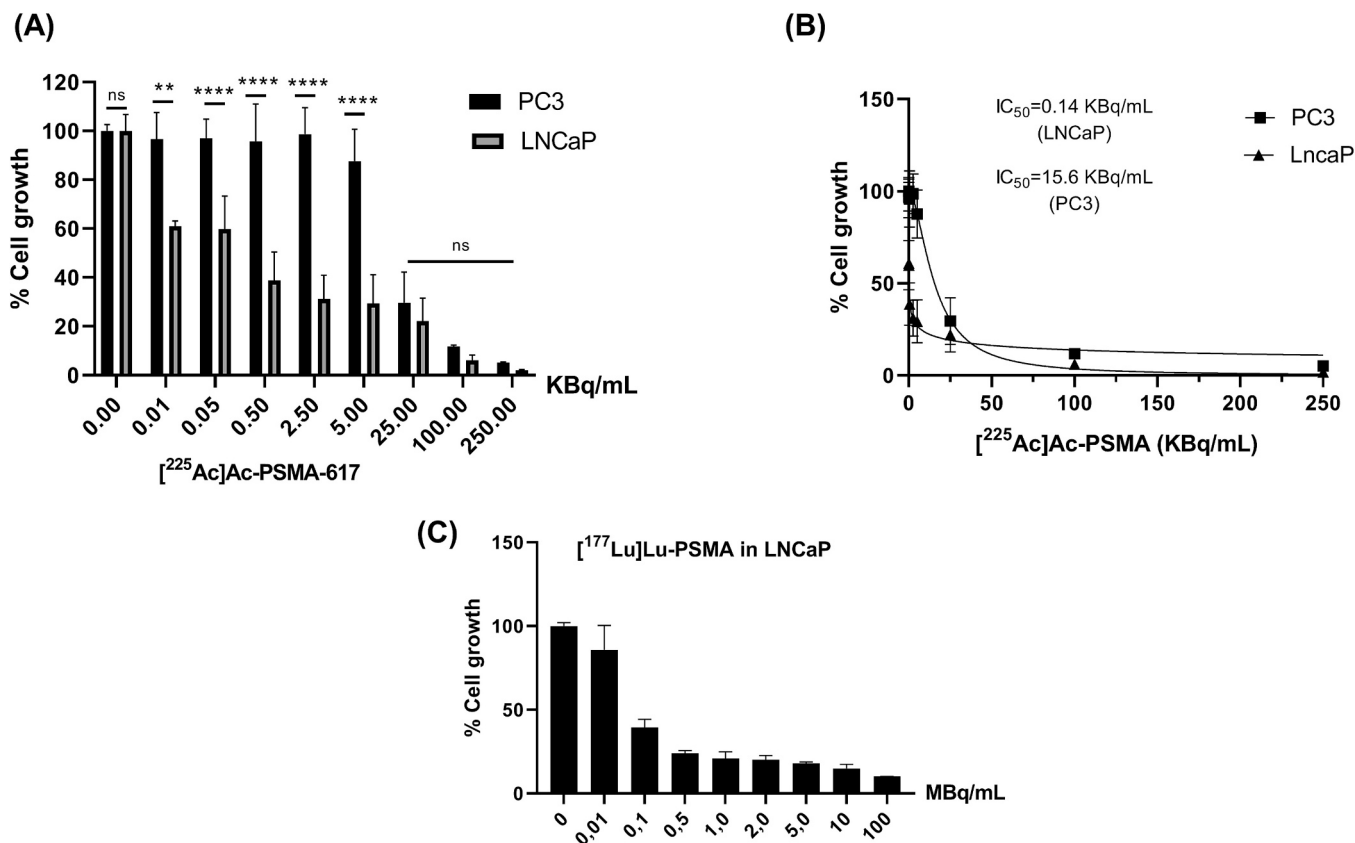 (A)
120
100
80
60
40
20
0
% Cell growth
ns
**
****
****
****
****
ns
PC3
LNCaP
0.00
0.01
0.05
0.50
2.50
5.00
25.00
100.00
250.00
KBq/mL
[²²⁵Ac]Ac-PSMA-617
(B)
150
100
50
0
% Cell growth
IC₅₀=0.14 KBq/mL
(LNCaP)
IC₅₀=15.6 KBq/mL
(PC3)
PC3
LncaP
0
50
100
150
200
250
[²²⁵Ac]Ac-PSMA (KBq/mL)
(C)
[¹⁷⁷Lu]Lu-PSMA in LNCaP
150
100
50
0
% Cell growth
0
0,01
0,1
0,5
1,0
2,0
5,0
10
100
MBq/mL